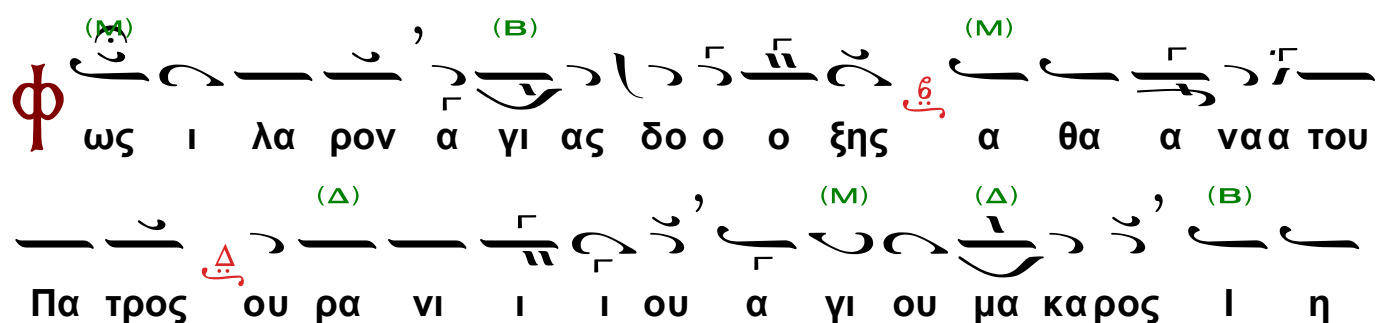 (Μ) (Β) (Μ)
Φως ι λα ρον α γι ας δο ο ο ξης α θα α να α του
(Δ) (Μ) (Δ) (Β)
Πα τρος ου ρα νι ι ι ου α γι ου μα κα ρος Ι η